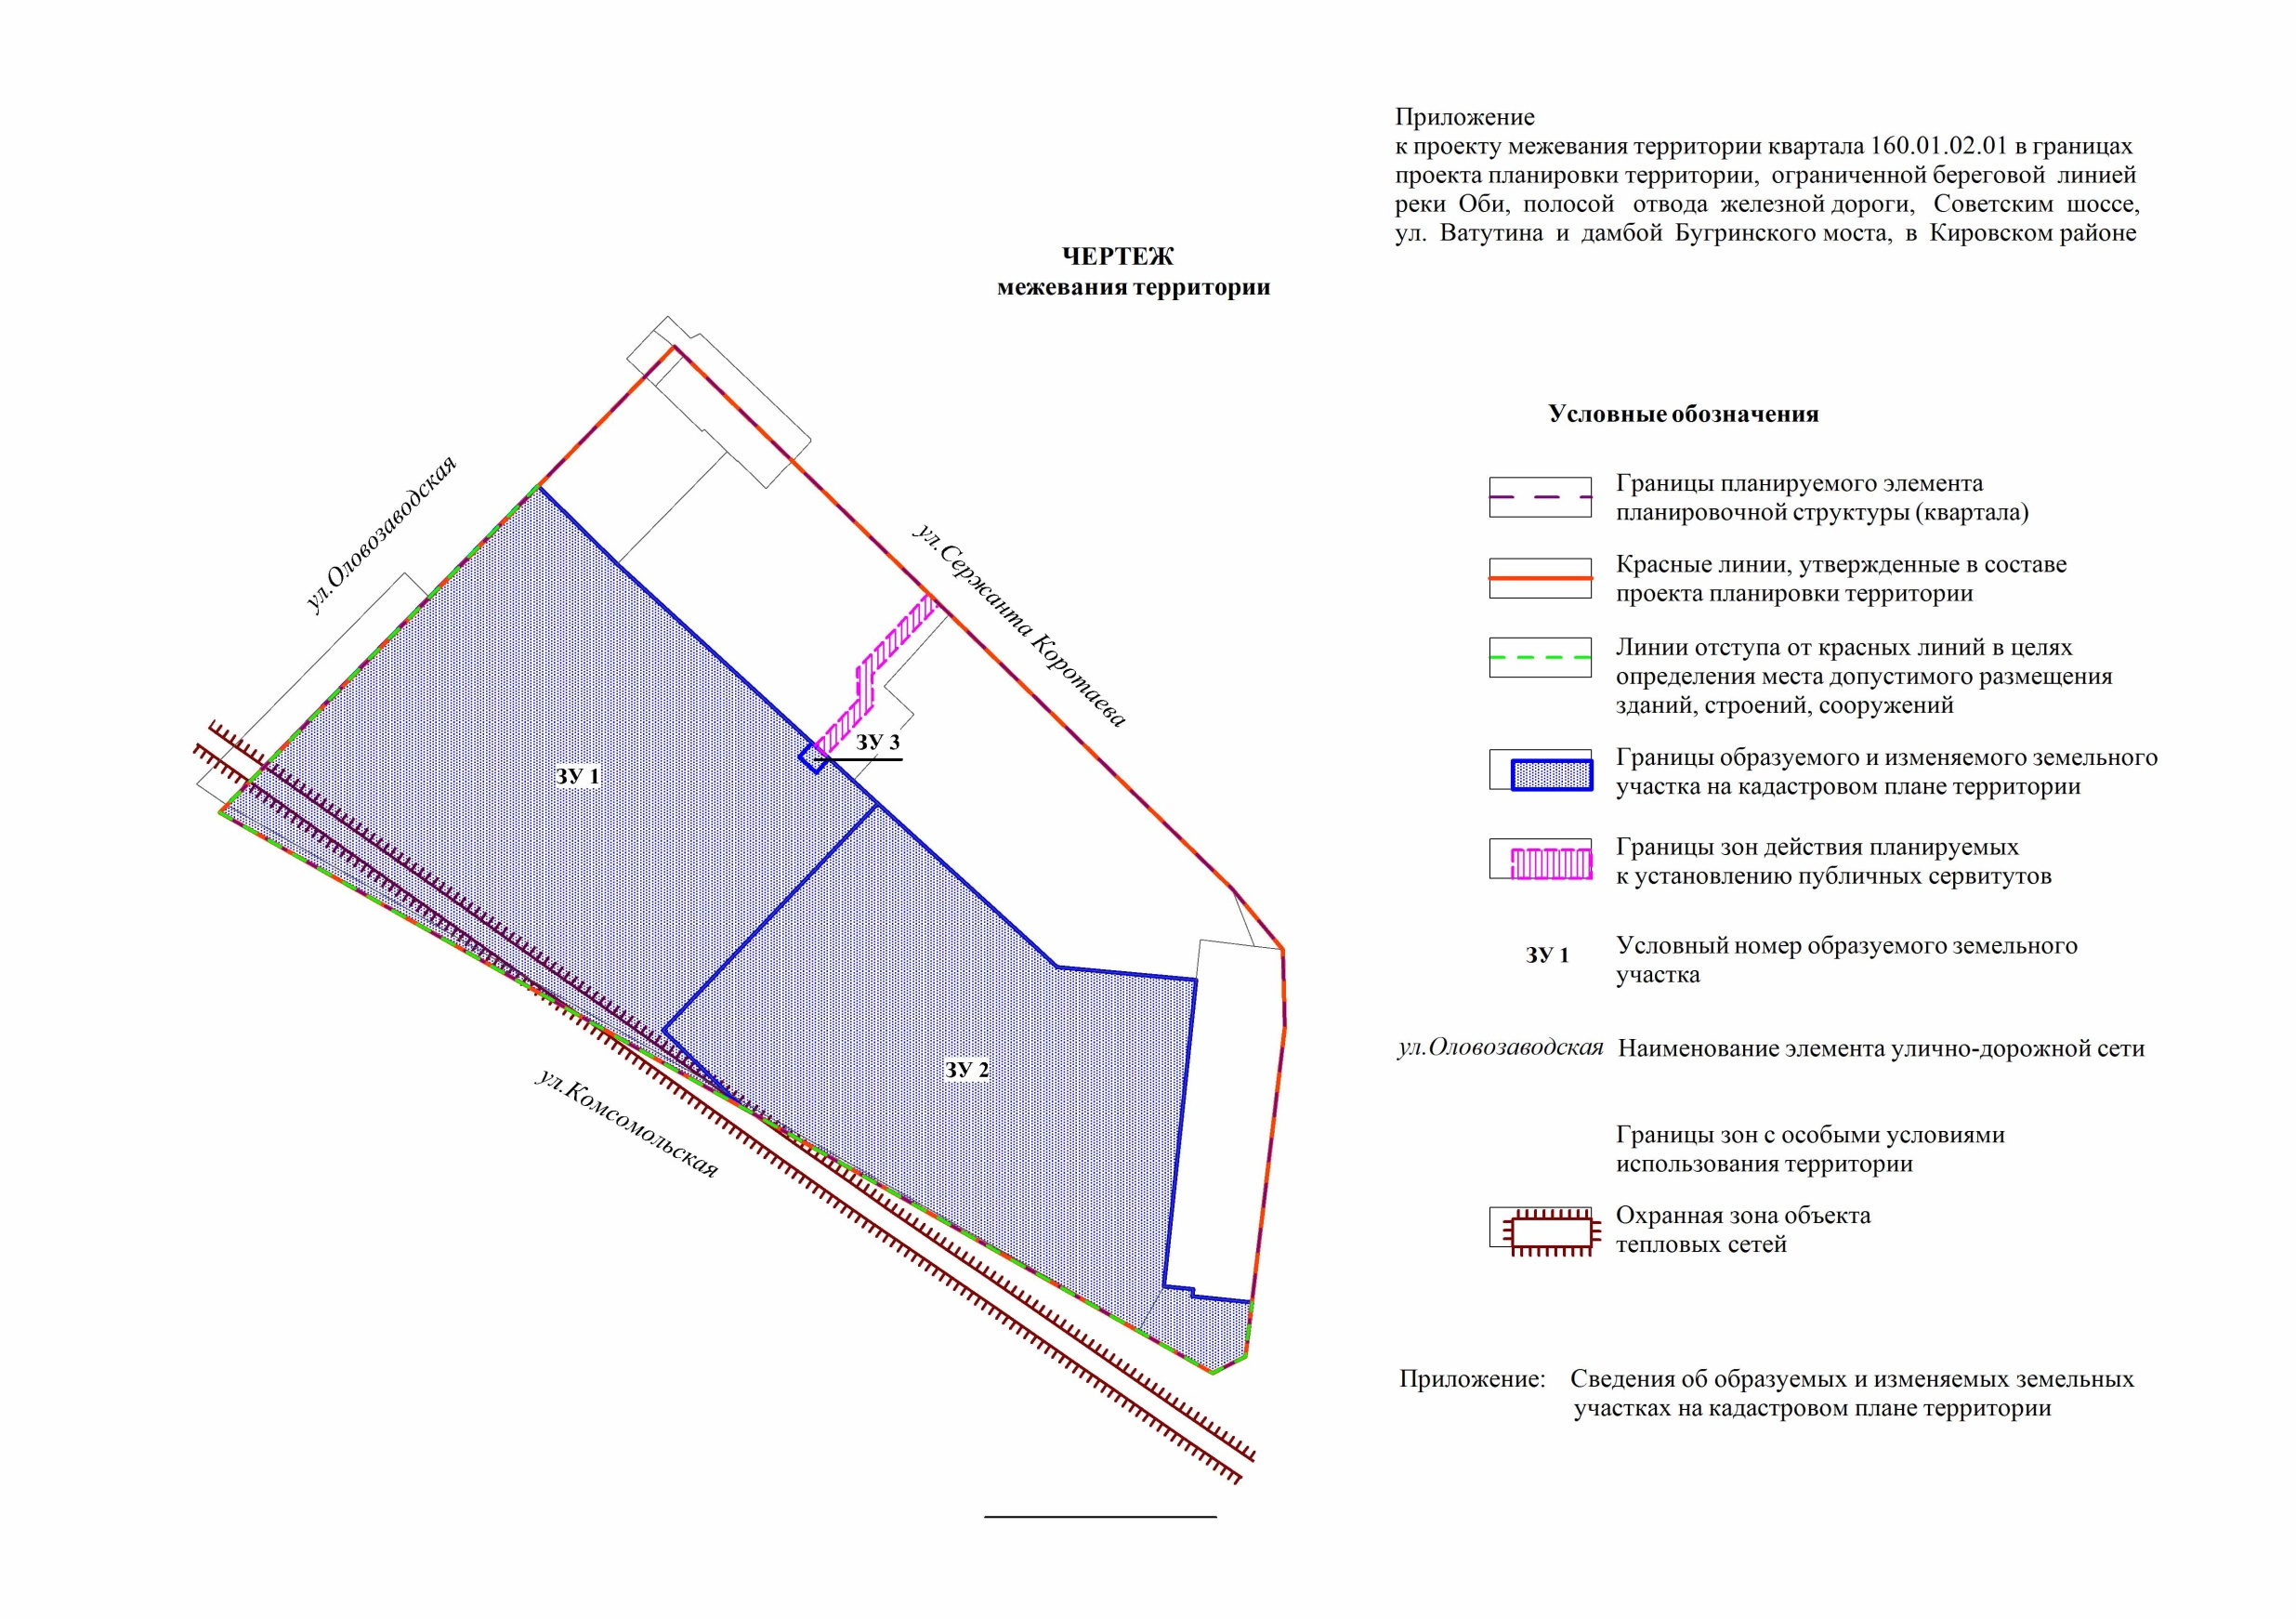 Приложение
к проекту межевания территории квартала 160.01.02.01 в границах
проекта планировки территории, ограниченной береговой линией
реки Оби, полосой отвода железной дороги, Советским шоссе,
ул. Ватутина и дамбой Бугринского моста, в Кировском районе
ЧЕРТЕЖ
межевания территории
ул.Оловозаводская
ул.Сержанта Коротаева
ЗУ 3
ЗУ 1
ЗУ 2
ул.Комсомольская
Условные обозначения
Границы планируемого элемента
планировочной структуры (квартала)
Красные линии, утвержденные в составе
проекта планировки территории
Линии отступа от красных линий в целях
определения места допустимого размещения
зданий, строений, сооружений
Границы образуемого и изменяемого земельного
участка на кадастровом плане территории
Границы зон действия планируемых
к установлению публичных сервитутов
ЗУ 1 Условный номер образуемого земельного
участка
ул.Оловозаводская Наименование элемента улично-дорожной сети
Границы зон с особыми условиями
использования территории
Охранная зона объекта
тепловых сетей
Приложение: Сведения об образуемых и изменяемых земельных
участках на кадастровом плане территории